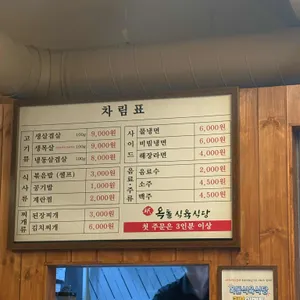 차림표
고기류
생삼겹살 100g 8,000원
생목살 100g 9,000원
냉동삼겹살 100g 8,000원
식사류
볶음밥 (셀프) 3,000원
공기밥 1,000원
계란찜 2,000원
찌개류
된장찌개 3,000원
김치찌개 6,000원
사이드
물냉면 6,000원
비빔냉면 6,000원
해장라면 4,000원
음료·주류
음료수 2,000원
소주 4,500원
맥주 4,500원
옥돌 식육식당
첫 주문은 3인분 이상